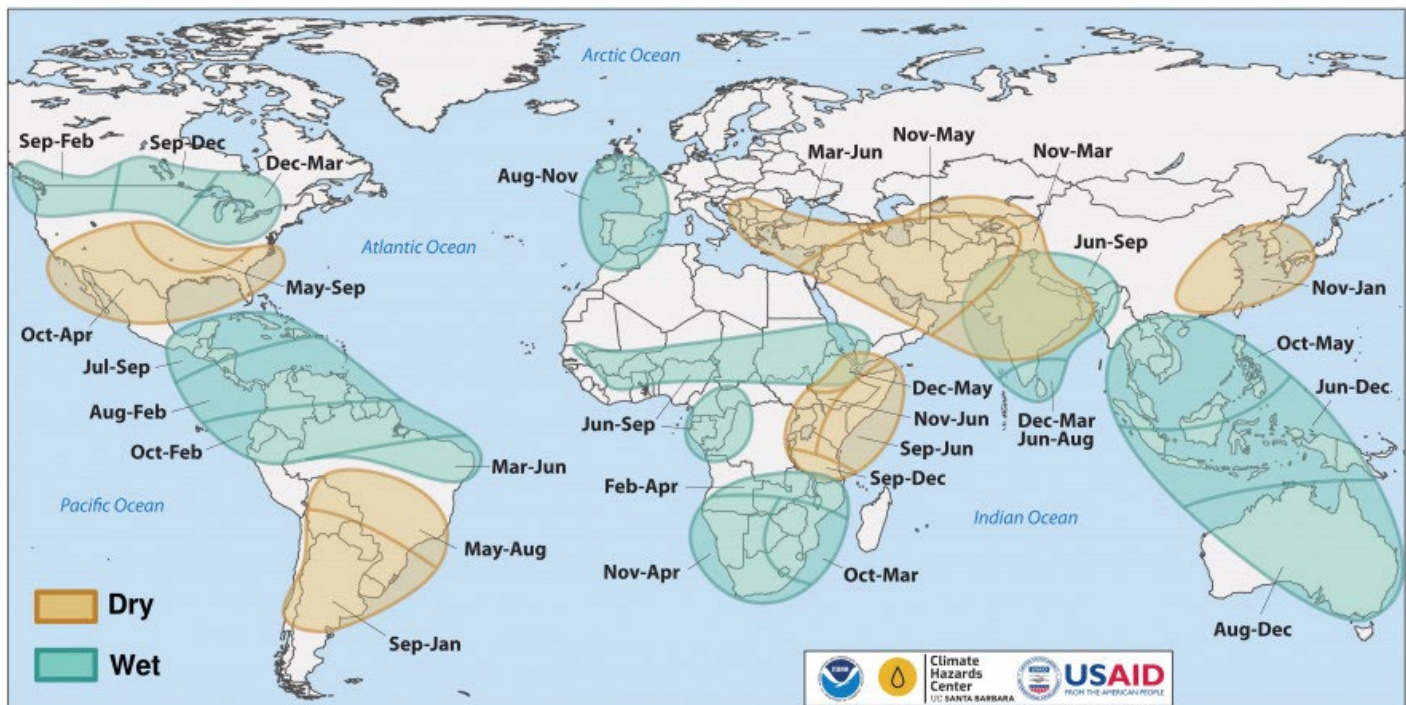 Arctic Ocean
Sep-Feb
Sep-Dec
Dec-Mar
Nov-May
Mar-Jun
Nov-Mar
Aug-Nov
Atlantic Ocean
Jun-Sep
May-Sep
Nov-Jan
Oct-Apr
Jul-Sep
Oct-May
Aug-Feb
Dec-May
Jun-Dec
Nov-Jun
Jun-Sep
Dec-Mar
Jun-Aug
Oct-Feb
Sep-Jun
Mar-Jun
Sep-Dec
Feb-Apr
Pacific Ocean
Indian Ocean
May-Aug
Nov-Apr
Oct-Mar
Dry
Sep-Jan
Aug-Dec
Wet
Climate
Hazards
Center
UC SANTA BARBARA
USAID
FROM THE AMERICAN PEOPLE